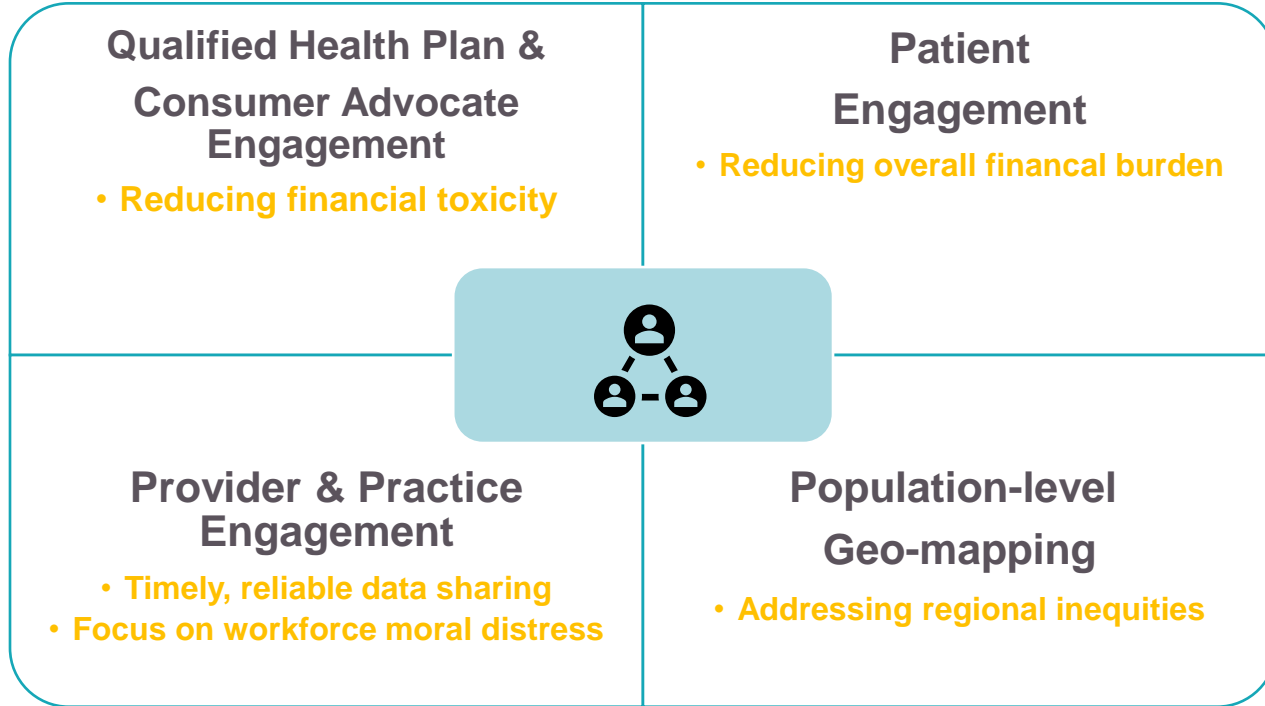 Qualified Health Plan &
Consumer Advocate
Engagement
• Reducing financial toxicity
Patient
Engagement
• Reducing overall financal burden
Provider & Practice
Engagement
• Timely, reliable data sharing
• Focus on workforce moral distress
Population-level
Geo-mapping
• Addressing regional inequities